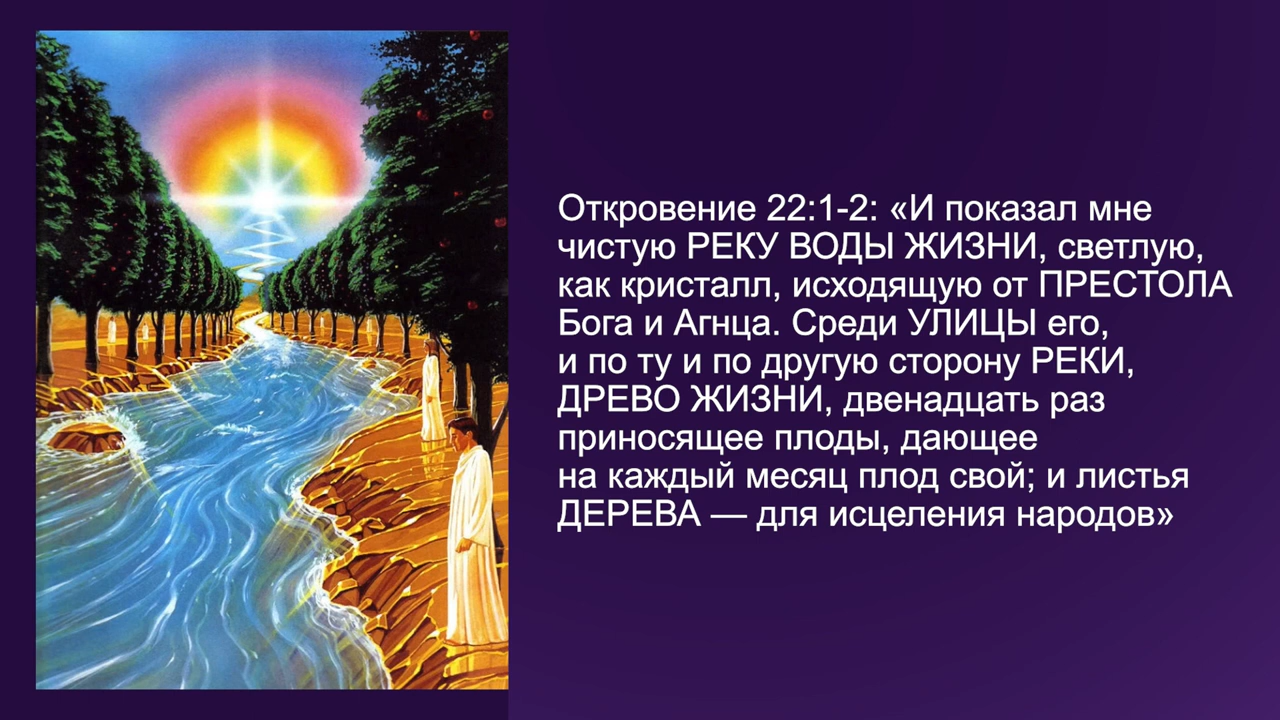 Откровение 22:1-2: «И показал мне
чистую РЕКУ ВОДЫ ЖИЗНИ, светлую,
как кристалл, исходящую от ПРЕСТОЛА
Бога и Агнца. Среди УЛИЦЫ его,
и по ту и по другую сторону РЕКИ,
ДРЕВО ЖИЗНИ, двенадцать раз
приносящее плоды, дающее
на каждый месяц плод свой; и листья
ДЕРЕВА — для исцеления народов»